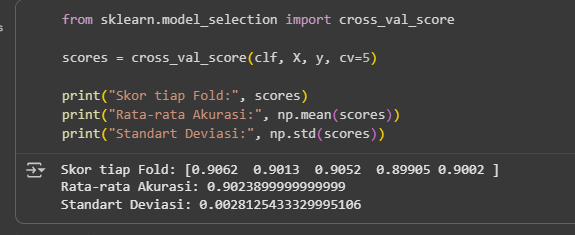 from sklearn.model_selection import cross_val_score
scores = cross_val_score(clf, X, y, cv=5)
print("Skor tiap Fold:", scores)
print("Rata-rata Akurasi:", np.mean(scores))
print("Standart Deviasi:", np.std(scores))
Skor tiap Fold: [0.9062  0.9013  0.9052  0.89905 0.9002 ]
Rata-rata Akurasi: 0.9023899999999999
Standart Deviasi: 0.0028125433329995106